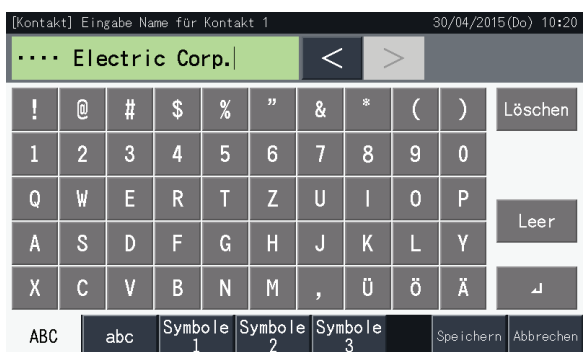 [Kontakt] Eingabe Name für Kontakt 1 30/04/2015(Do) 10:20
···· Electric Corp. < >
! @ # $ % " & * ( ) Löschen
1 2 3 4 5 6 7 8 9 0
Q W E R T Z U I O P
Leer
A S D F G H J K L Y
X C V B N M , Ü Ö Ä ↵
ABC abc Symbole 1 Symbole 2 Symbole 3 Speichern Abbrechen